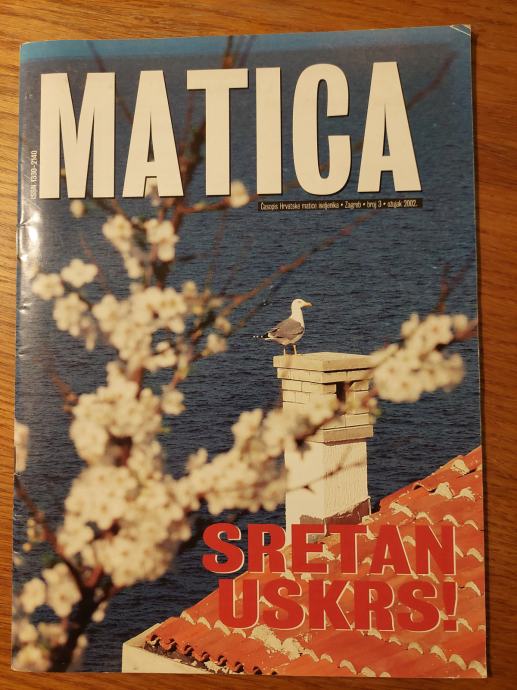 MATICA
ISSN 1330-2140
Časopis Hrvatske matice iseljenika • Zagreb • broj 3 • ožujak 2002.
SRETAN
USKRS!